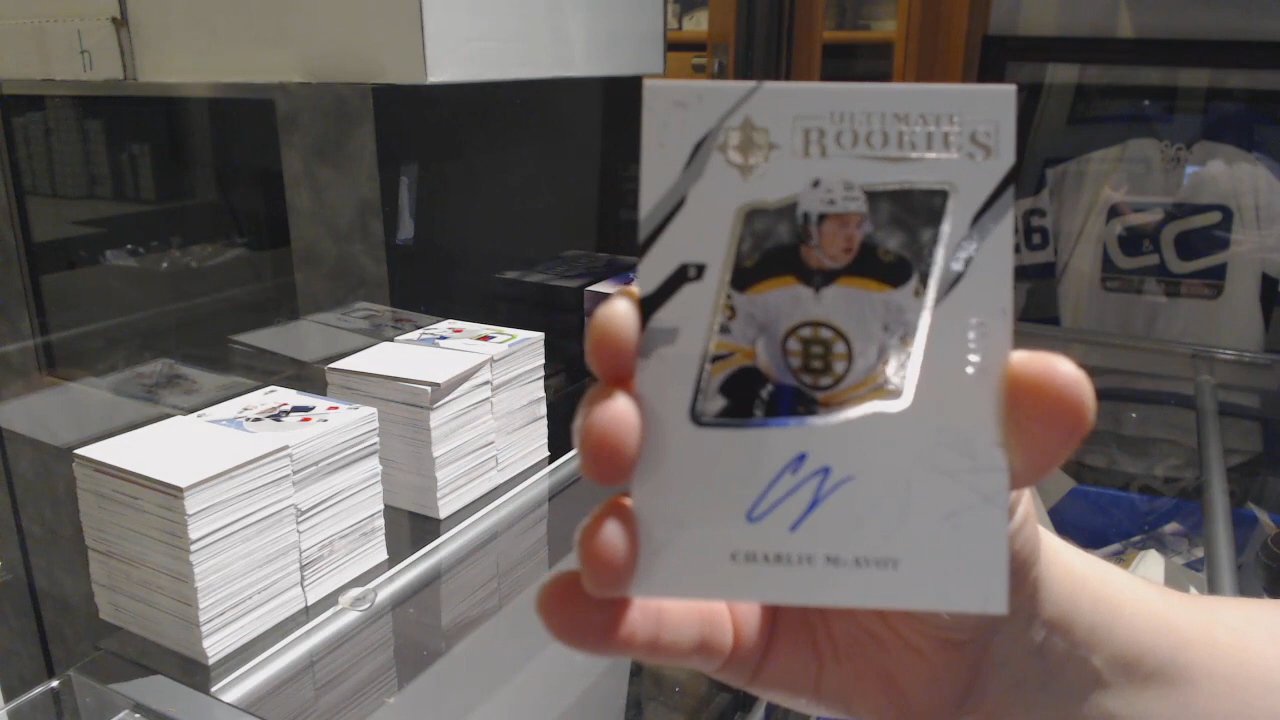 h
ULTIMATE
ROOKIES
B
CHARLIE McAVOY
C & C